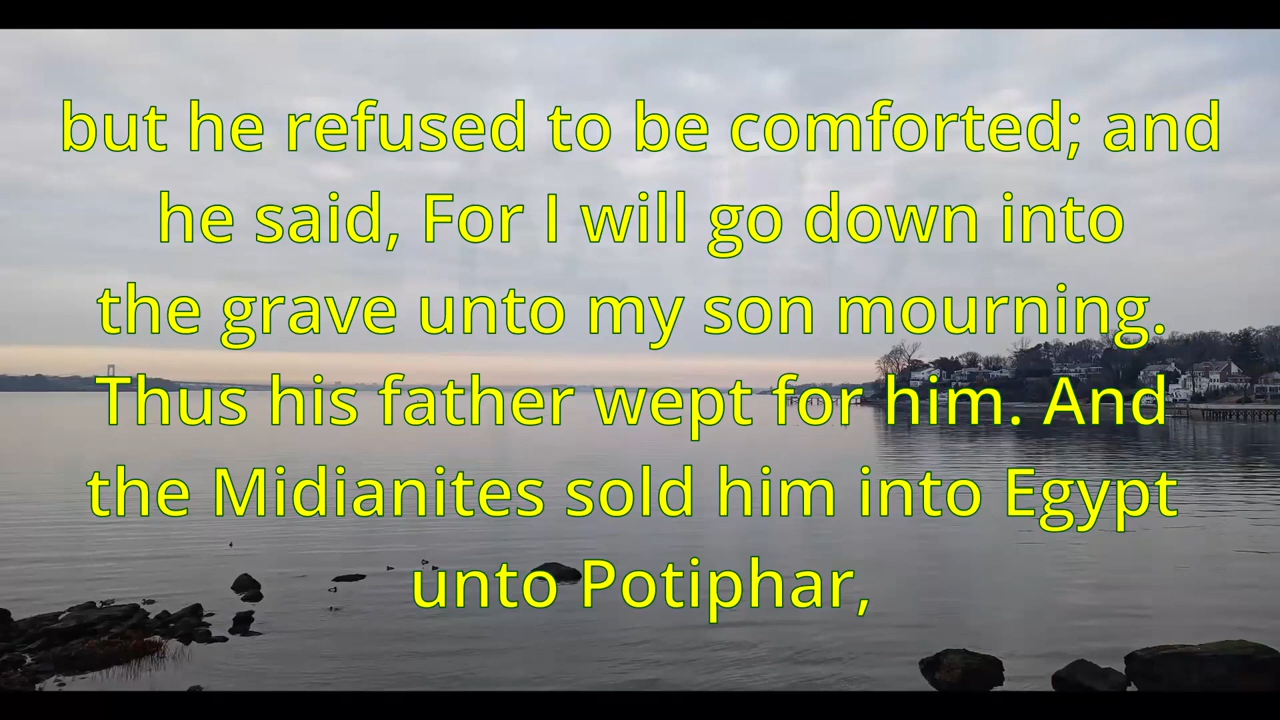 but he refused to be comforted; and
he said, For I will go down into
the grave unto my son mourning.
Thus his father wept for him. And
the Midianites sold him into Egypt
unto Potiphar,